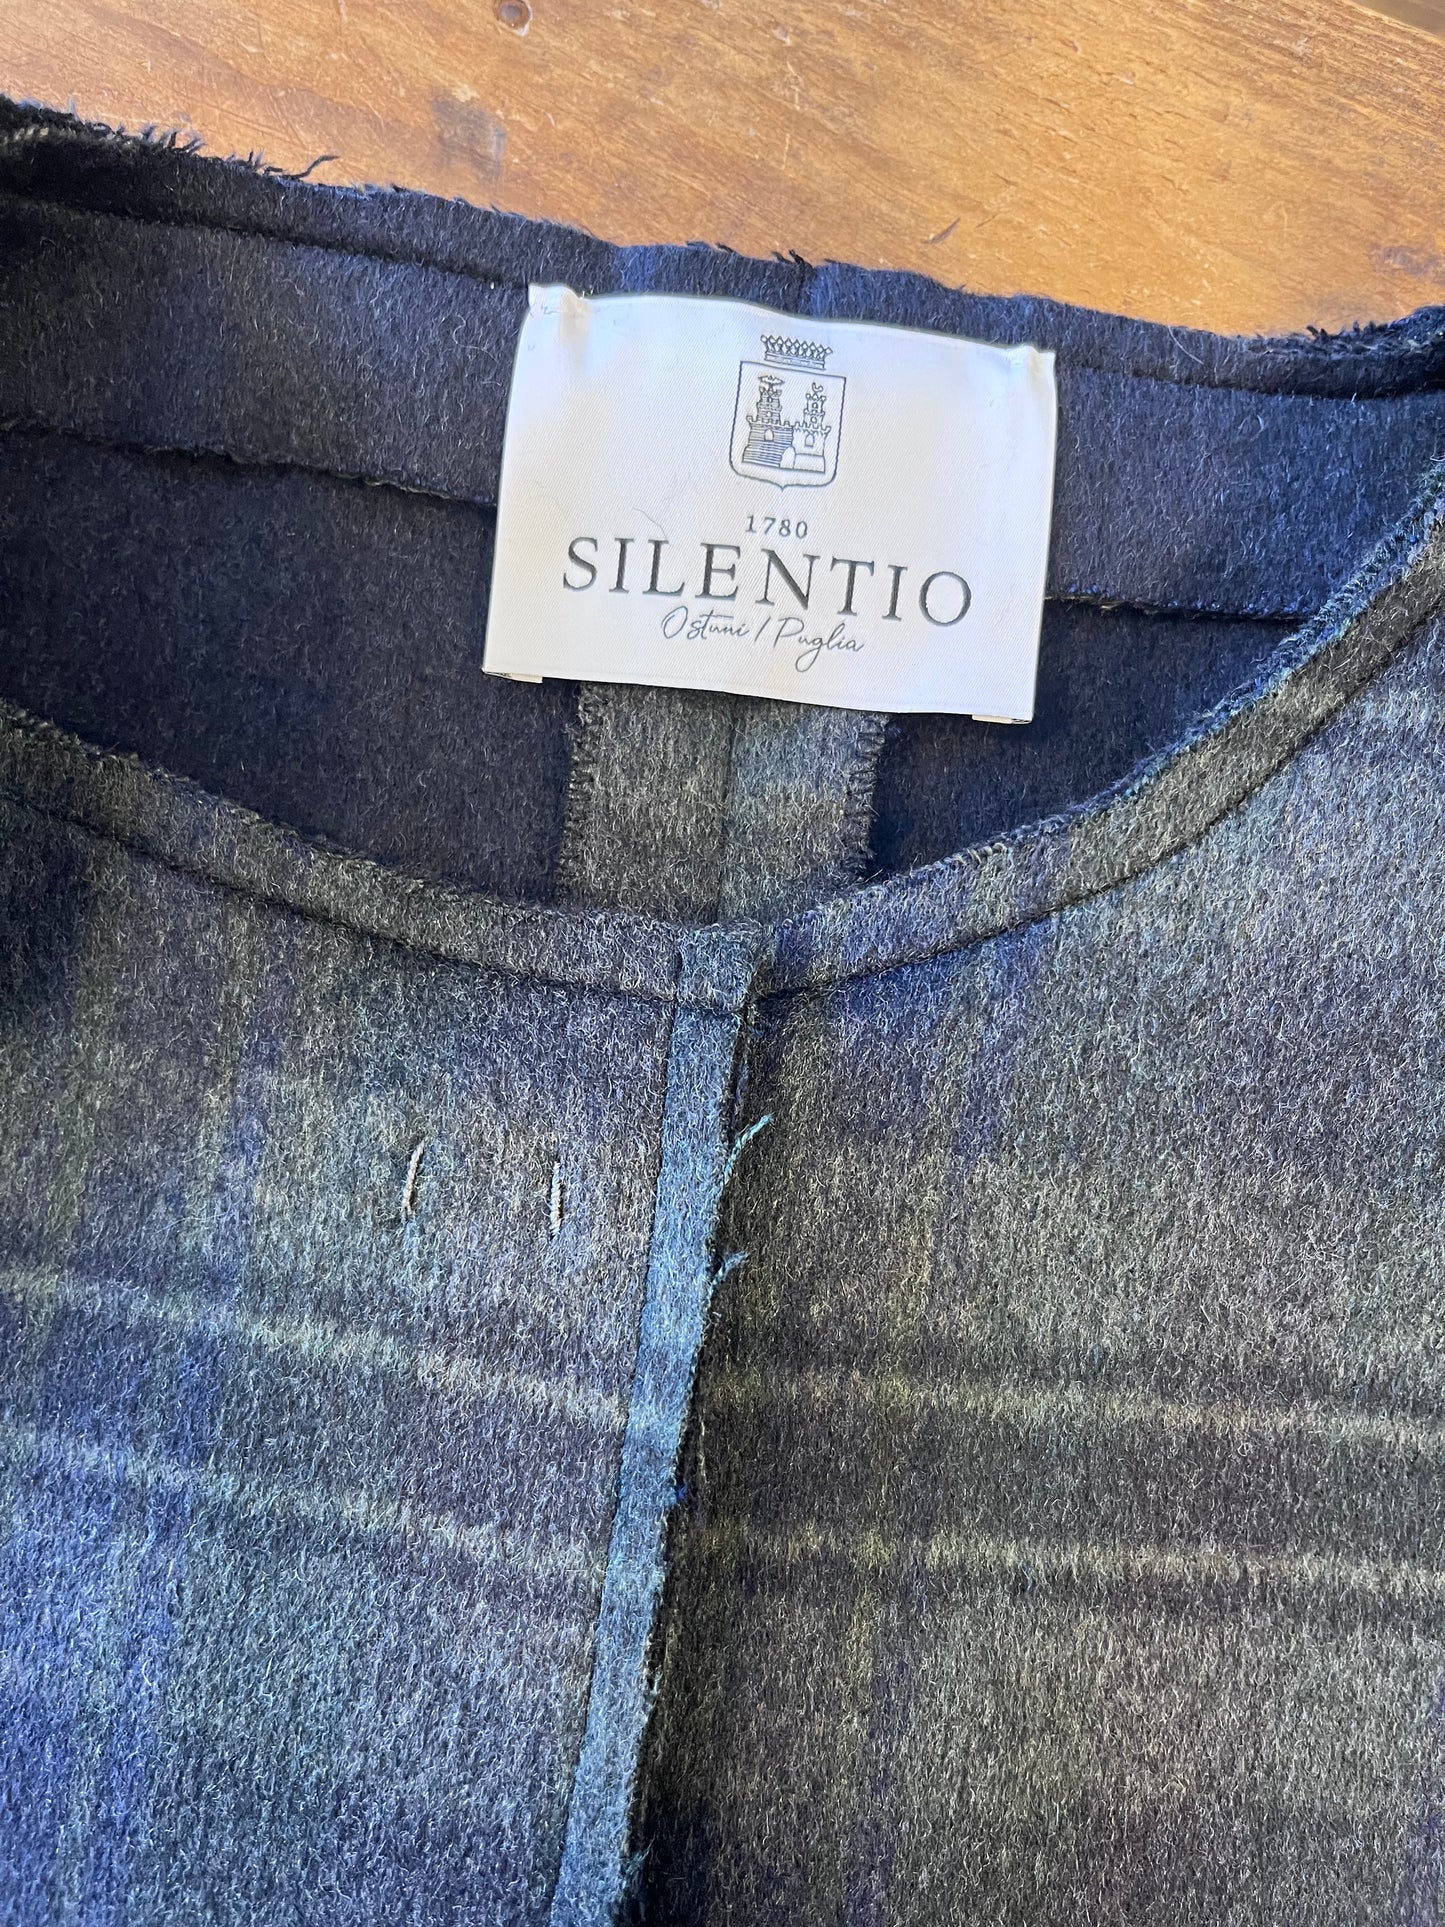 1780
SILENTIO
Ostuni / Puglia